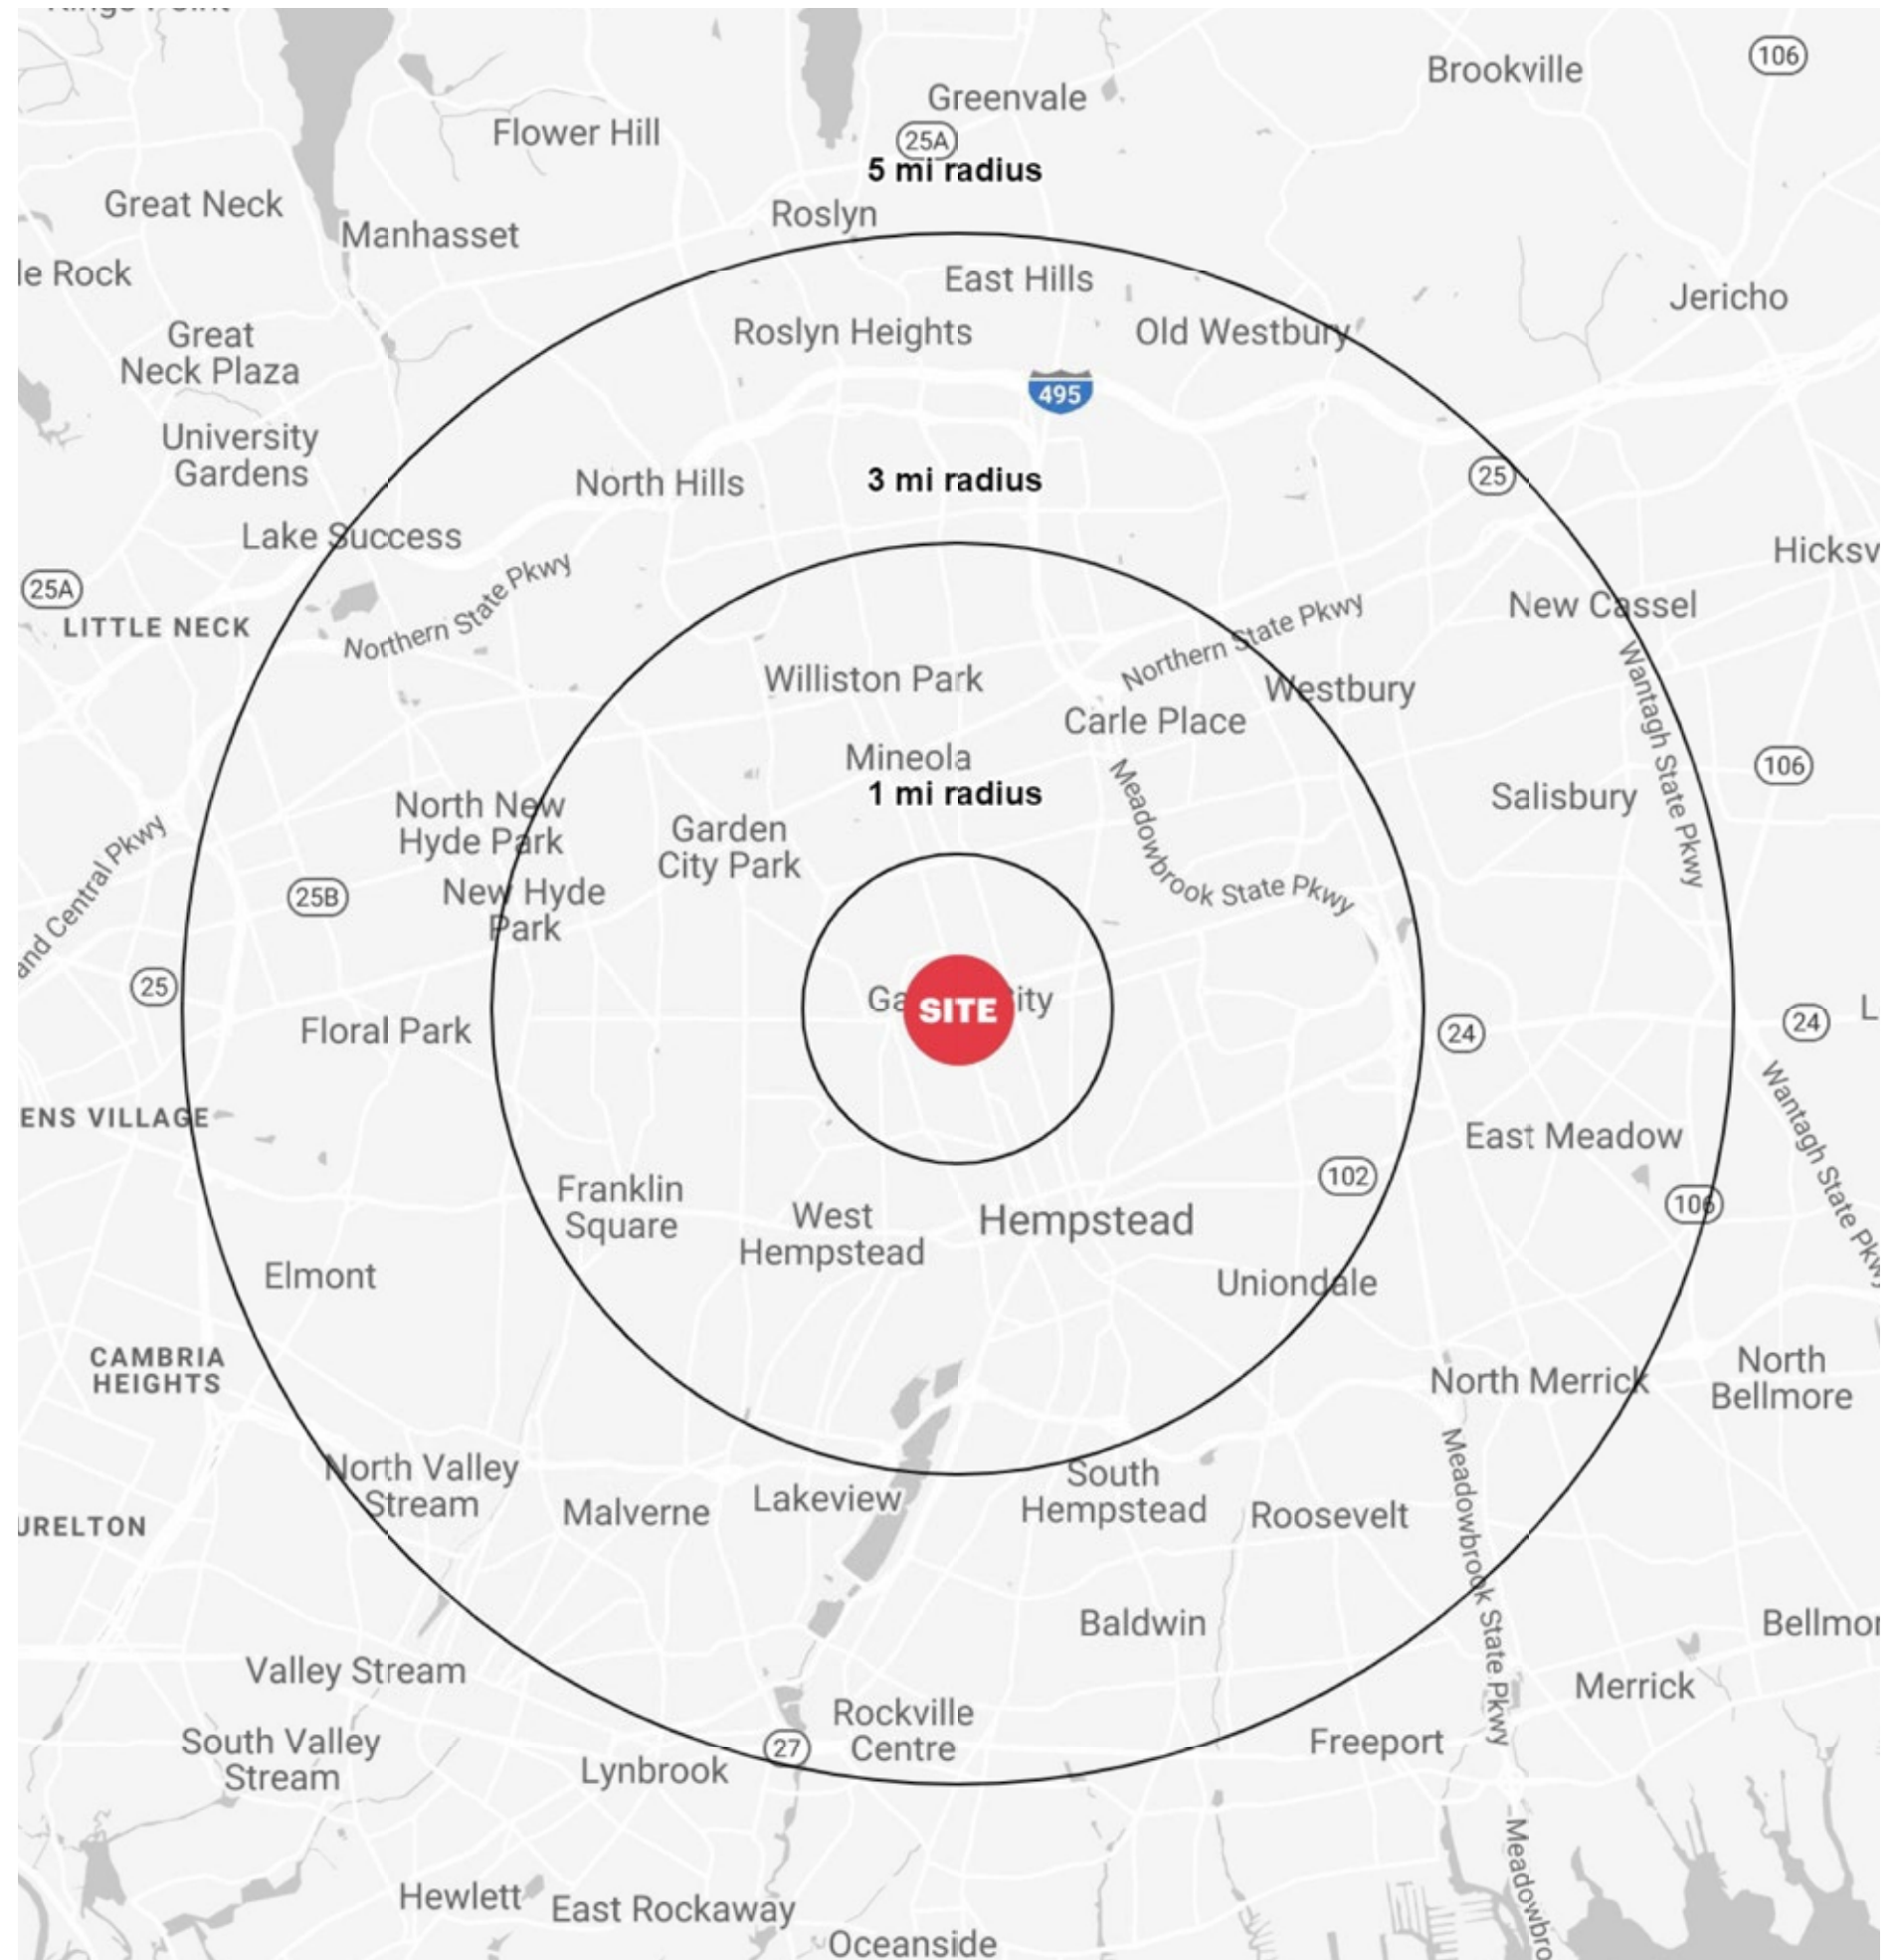 Brookville
106
Greenvale
Flower Hill
25A
5 mi radius
Great Neck
Roslyn
Manhasset
le Rock
East Hills
Jericho
Great
Neck Plaza
Roslyn Heights
Old Westbury
495
University
Gardens
North Hills
3 mi radius
25
Lake Success
Hicksv
25A
Northern State Pkwy
New Cassel
LITTLE NECK
Northern State Pkwy
Williston Park
Westbury
Wantagh State Pkwy
Carle Place
Mineola
106
1 mi radius
Meadowbrook State Pkwy
Salisbury
North New
Hyde Park
Garden
City Park
and Central Pkwy
25B
New Hyde
Park
25
Ga
SITE
ity
L
24
24
Floral Park
ENS VILLAGE
East Meadow
Wantagh State Pkwy
102
Franklin
Square
106
West
Hempstead
Hempstead
Elmont
Uniondale
CAMBRIA
HEIGHTS
North Merrick
North
Bellmore
North Valley
Stream
Meadowbrook State Pkwy
South
Hempstead
Lakeview
Malverne
Roosevelt
URELTON
Baldwin
Bellmor
Valley Stream
Merrick
Rockville
Centre
South Valley
Stream
27
Freeport
Lynbrook
Meadowbro
Hewlett
East Rockaway
Oceanside